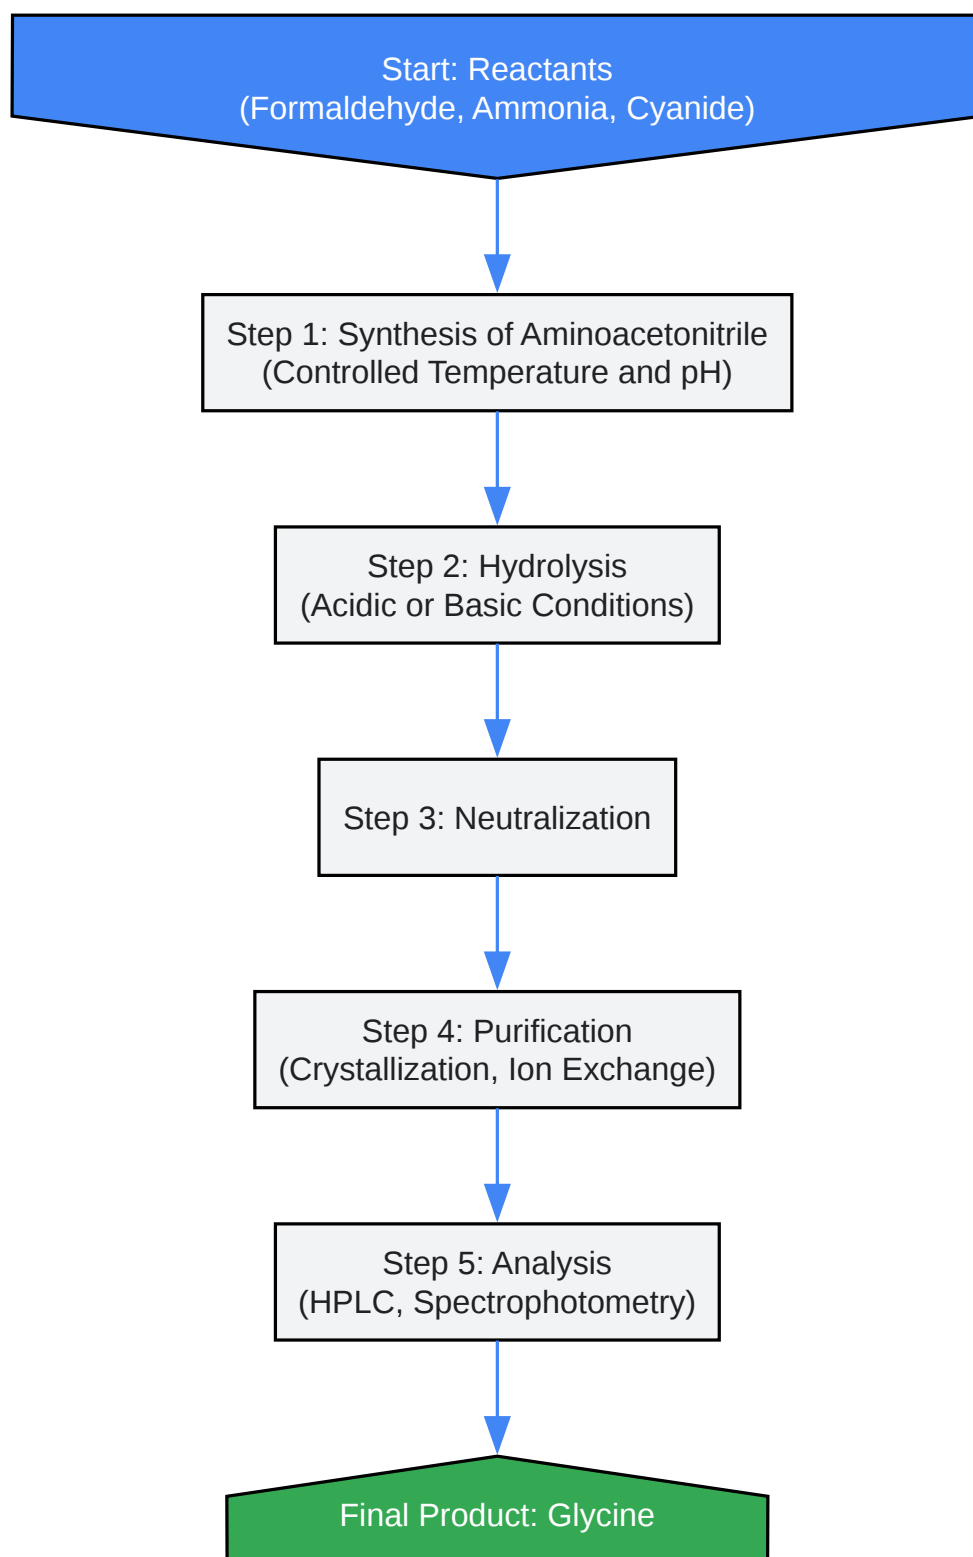 Start: Reactants
(Formaldehyde, Ammonia, Cyanide)
Step 1: Synthesis of Aminoacetonitrile
(Controlled Temperature and pH)
Step 2: Hydrolysis
(Acidic or Basic Conditions)
Step 3: Neutralization
Step 4: Purification
(Crystallization, Ion Exchange)
Step 5: Analysis
(HPLC, Spectrophotometry)
Final Product: Glycine